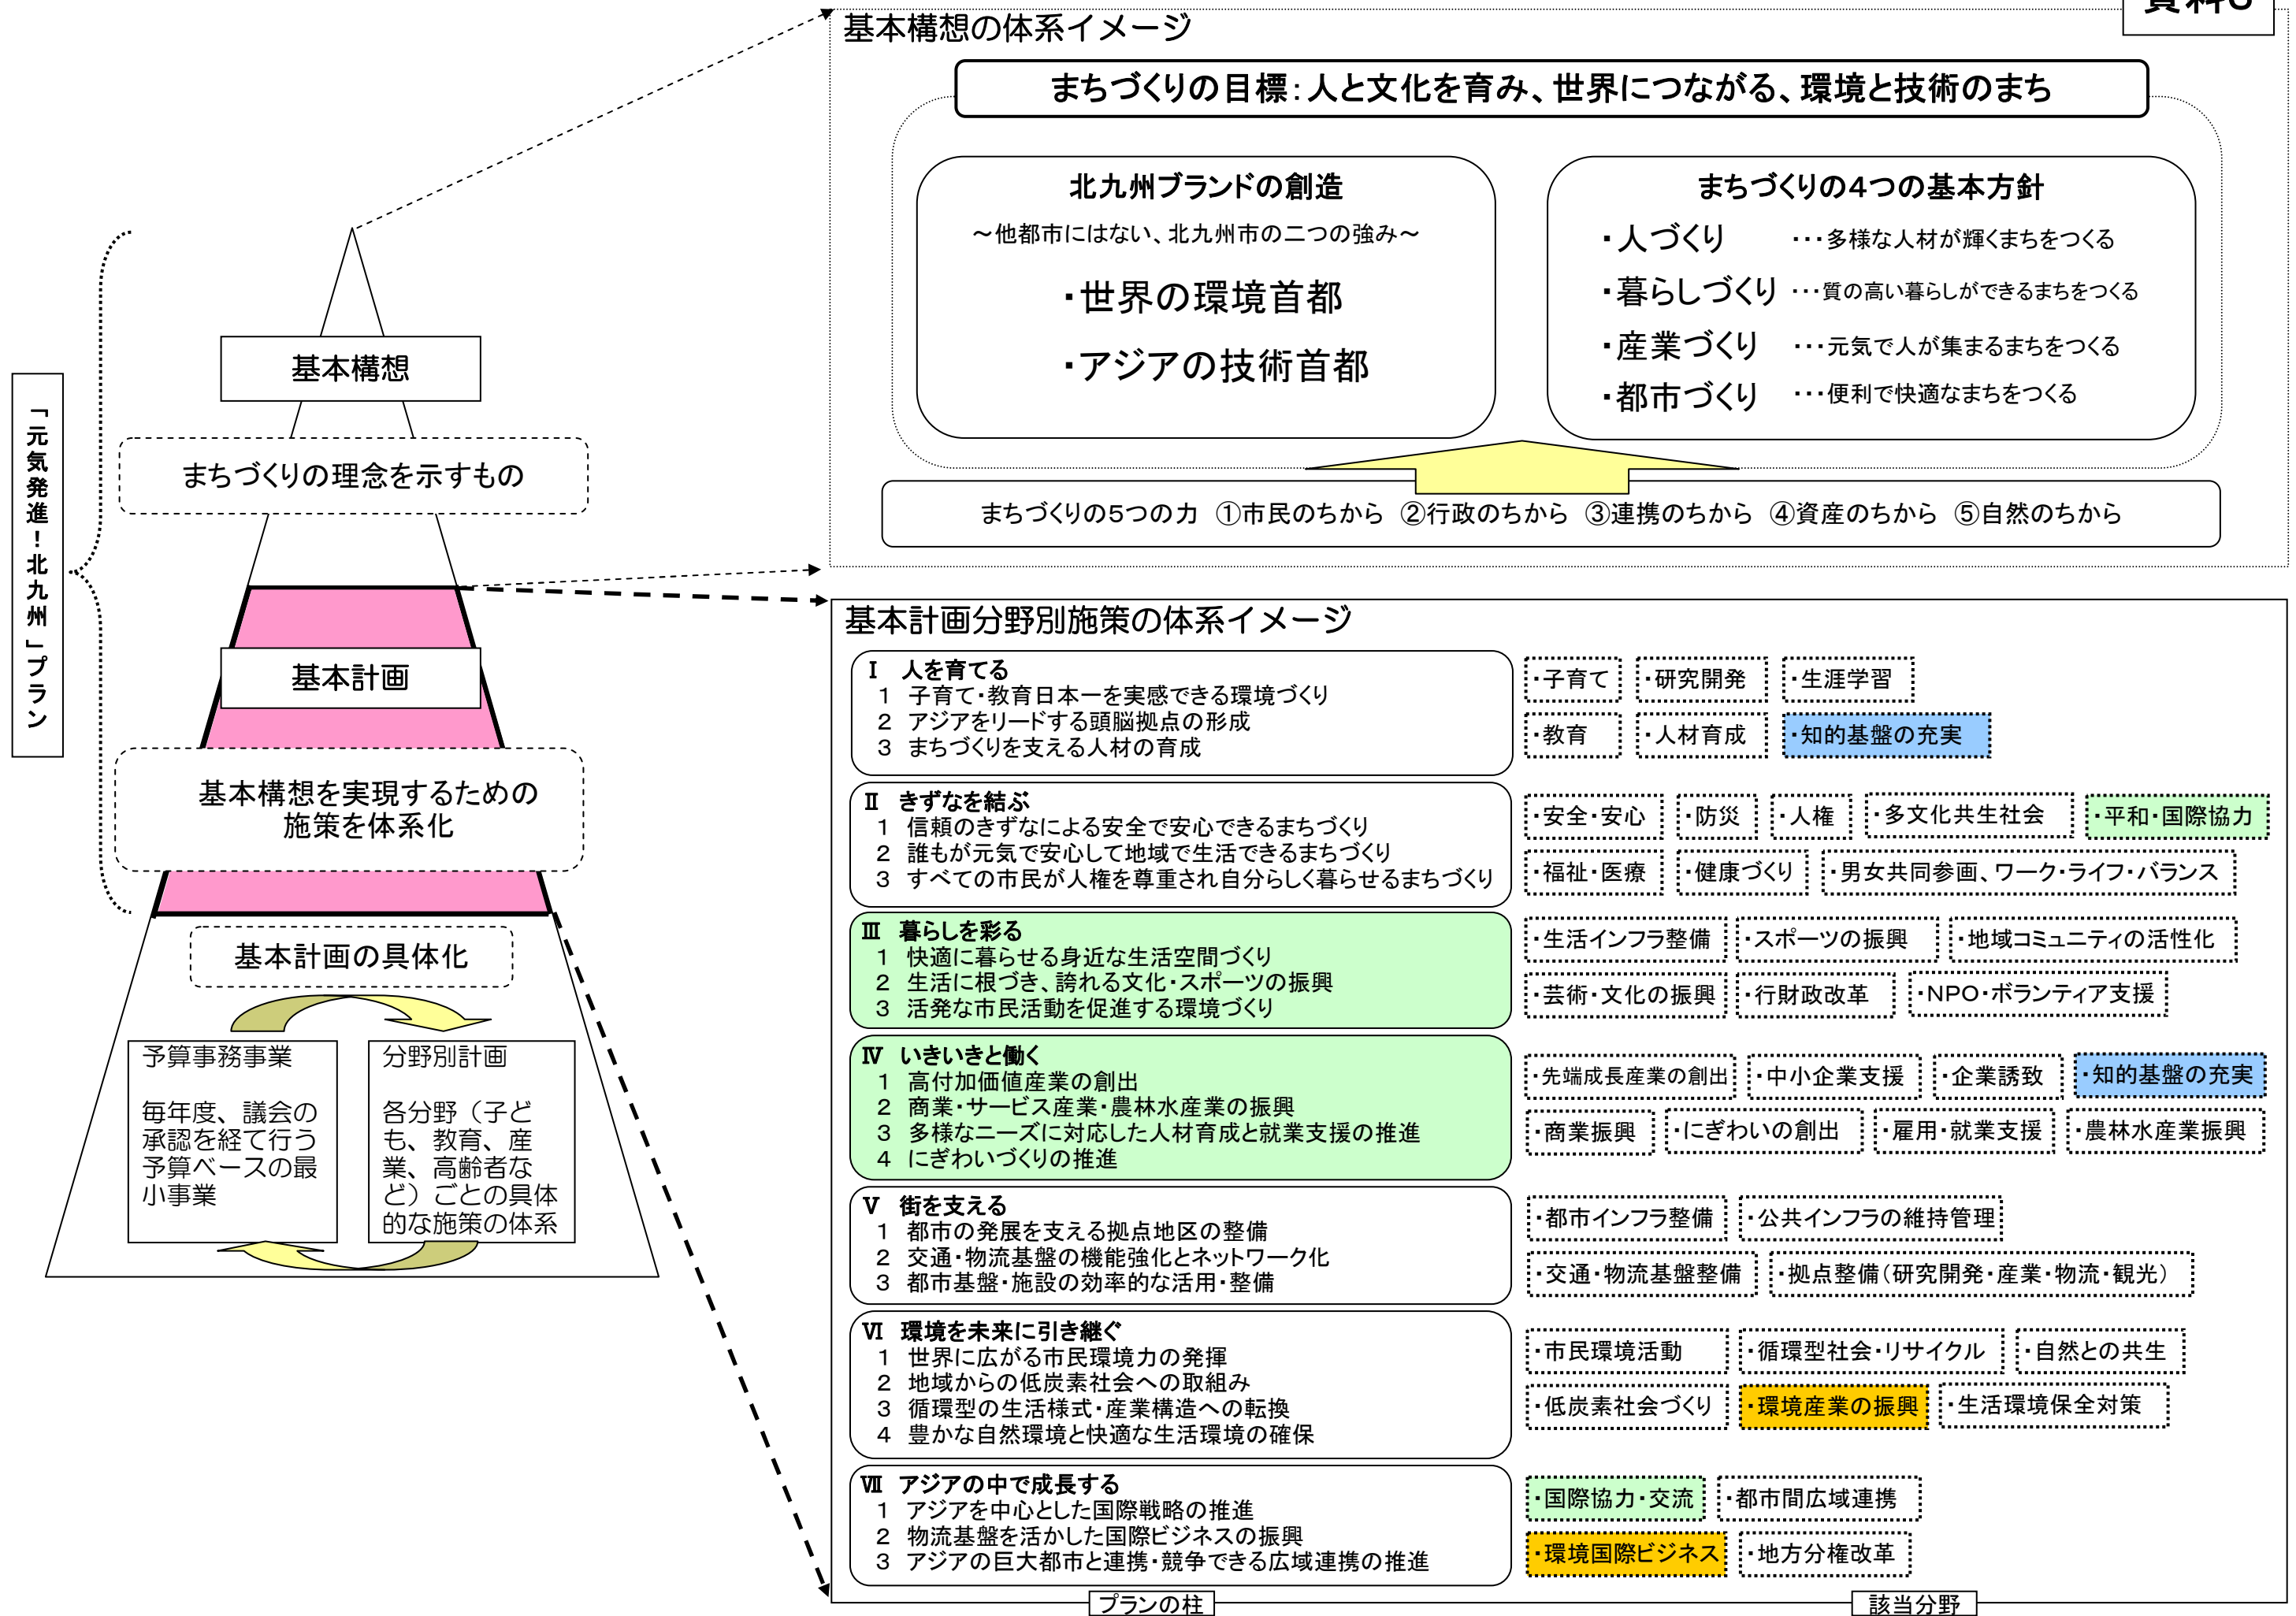 資料3
基本構想の体系イメージ
まちづくりの目標:人と文化を育み、世界につながる、環境と技術のまち
北九州ブランドの創造
～他都市にはない、北九州市の二つの強み～
・世界の環境首都
・アジアの技術首都
まちづくりの4つの基本方針
・人づくり ・・・多様な人材が輝くまちをつくる
・暮らしづくり ・・・質の高い暮らしができるまちをつくる
・産業づくり ・・・元気で人が集まるまちをつくる
・都市づくり ・・・便利で快適なまちをつくる
まちづくりの5つの力 ①市民のちから ②行政のちから ③連携のちから ④資産のちから ⑤自然のちから
「元気発進！北九州」プラン
基本構想
まちづくりの理念を示すもの
基本計画
基本構想を実現するための
施策を体系化
基本計画の具体化
予算事務事業
毎年度、議会の
承認を経て行う
予算ベースの最
小事業
分野別計画
各分野（子ど
も、教育、産
業、高齢者な
ど）ごとの具体
的な施策の体系
基本計画分野別施策の体系イメージ
Ⅰ 人を育てる
1 子育て・教育日本一を実感できる環境づくり
2 アジアをリードする頭脳拠点の形成
3 まちづくりを支える人材の育成
・子育て ・研究開発 ・生涯学習
・教育 ・人材育成 ・知的基盤の充実
Ⅱ きずなを結ぶ
1 信頼のきずなによる安全で安心できるまちづくり
2 誰もが元気で安心して地域で生活できるまちづくり
3 すべての市民が人権を尊重され自分らしく暮らせるまちづくり
・安全・安心 ・防災 ・人権 ・多文化共生社会 ・平和・国際協力
・福祉・医療 ・健康づくり ・男女共同参画、ワーク・ライフ・バランス
Ⅲ 暮らしを彩る
1 快適に暮らせる身近な生活空間づくり
2 生活に根づき、誇れる文化・スポーツの振興
3 活発な市民活動を促進する環境づくり
・生活インフラ整備 ・スポーツの振興 ・地域コミュニティの活性化
・芸術・文化の振興 ・行財政改革 ・NPO・ボランティア支援
Ⅳ いきいきと働く
1 高付加価値産業の創出
2 商業・サービス産業・農林水産業の振興
3 多様なニーズに対応した人材育成と就業支援の推進
4 にぎわいづくりの推進
・先端成長産業の創出 ・中小企業支援 ・企業誘致 ・知的基盤の充実
・商業振興 ・にぎわいの創出 ・雇用・就業支援 ・農林水産業振興
Ⅴ 街を支える
1 都市の発展を支える拠点地区の整備
2 交通・物流基盤の機能強化とネットワーク化
3 都市基盤・施設の効率的な活用・整備
・都市インフラ整備 ・公共インフラの維持管理
・交通・物流基盤整備 ・拠点整備（研究開発・産業・物流・観光）
Ⅵ 環境を未来に引き継ぐ
1 世界に広がる市民環境力の発揮
2 地域からの低炭素社会への取組み
3 循環型の生活様式・産業構造への転換
4 豊かな自然環境と快適な生活環境の確保
・市民環境活動 ・循環型社会・リサイクル ・自然との共生
・低炭素社会づくり ・環境産業の振興 ・生活環境保全対策
Ⅶ アジアの中で成長する
1 アジアを中心とした国際戦略の推進
2 物流基盤を活かした国際ビジネスの振興
3 アジアの巨大都市と連携・競争できる広域連携の推進
・国際協力・交流 ・都市間広域連携
・環境国際ビジネス ・地方分権改革
プランの柱
該当分野